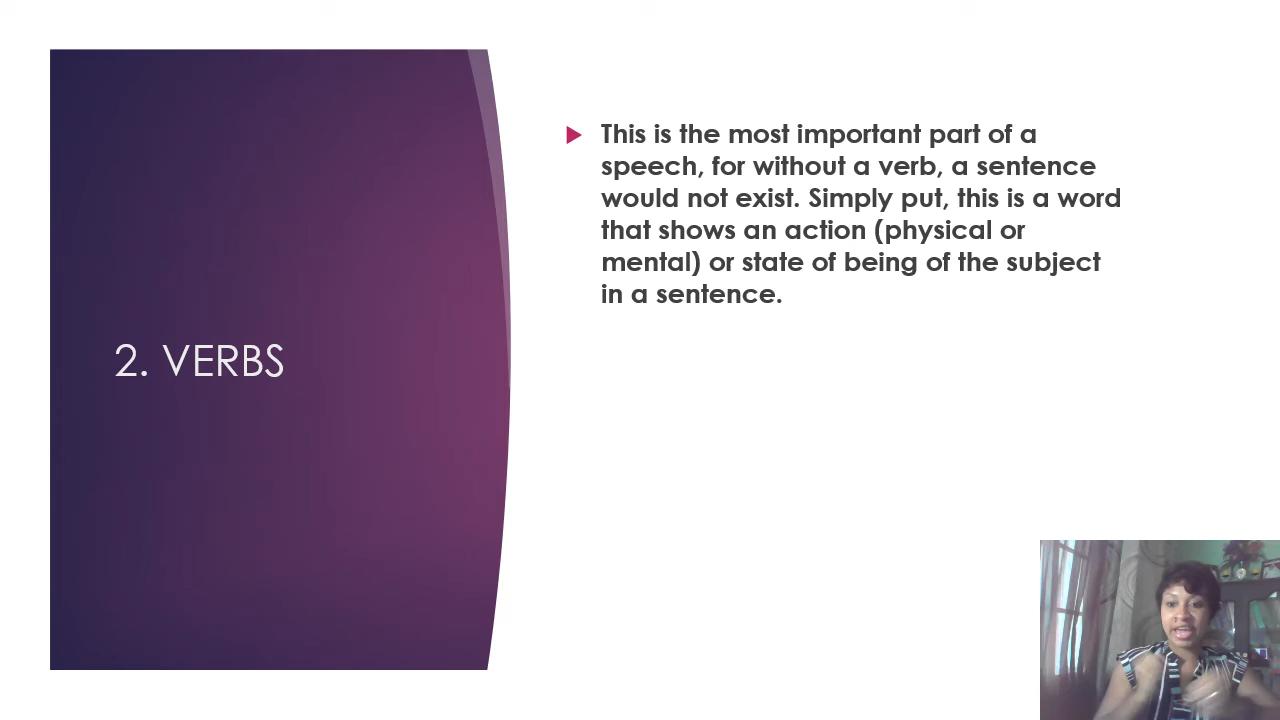 2. VERBS
This is the most important part of a
speech, for without a verb, a sentence
would not exist. Simply put, this is a word
that shows an action (physical or
mental) or state of being of the subject
in a sentence.